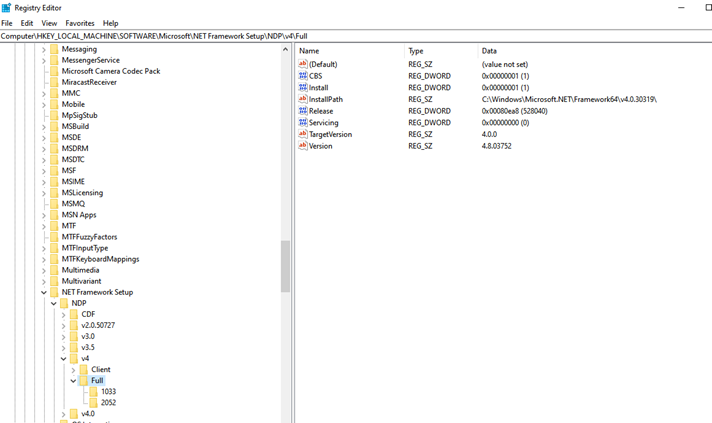 Registry Editor
File Edit View Favorites Help
Computer\HKEY_LOCAL_MACHINE\SOFTWARE\Microsoft\NET Framework Setup\NDP\v4\Full
Messaging
MessengerService
Microsoft Camera Codec Pack
MiracastReceiver
MMC
Mobile
MpSigStub
MSBuild
MSDE
MSDRM
MSDTC
MSF
MSIME
MSLicensing
MSMQ
MSN Apps
MTF
MTFFuzzyFactors
MTFInputType
MTFKeyboardMappings
Multimedia
Multivariant
NET Framework Setup
NDP
CDF
v2.0.50727
v3.0
v3.5
v4
Client
Full
1033
2052
v4.0
Name Type Data
(Default) REG_SZ (value not set)
CBS REG_DWORD 0x00000001 (1)
Install REG_DWORD 0x00000001 (1)
InstallPath REG_SZ C:\Windows\Microsoft.NET\Framework64\v4.0.30319\
Release REG_DWORD 0x00080ea8 (528040)
Servicing REG_DWORD 0x00000000 (0)
TargetVersion REG_SZ 4.0.0
Version REG_SZ 4.8.03752